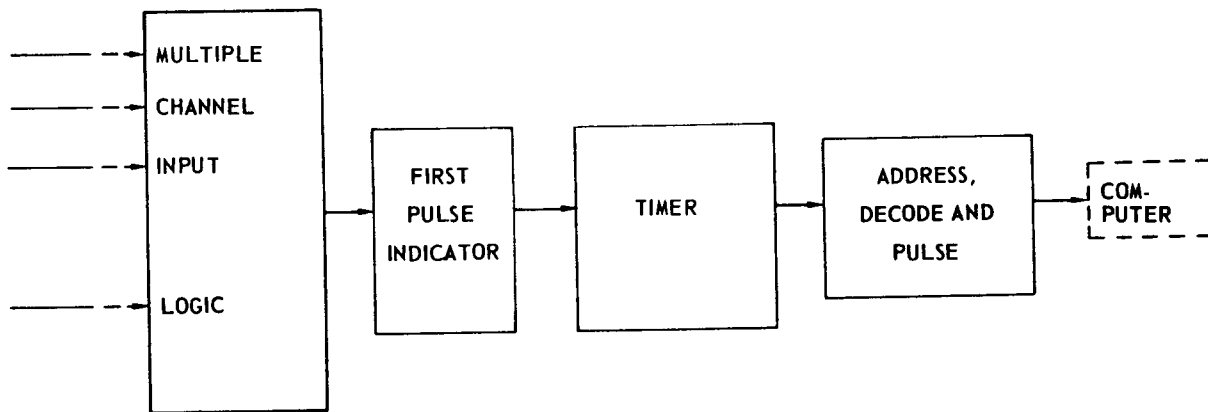 MULTIPLE
CHANNEL
INPUT
LOGIC
FIRST
PULSE
INDICATOR
TIMER
ADDRESS,
DECODE AND
PULSE
COM-
PUTER